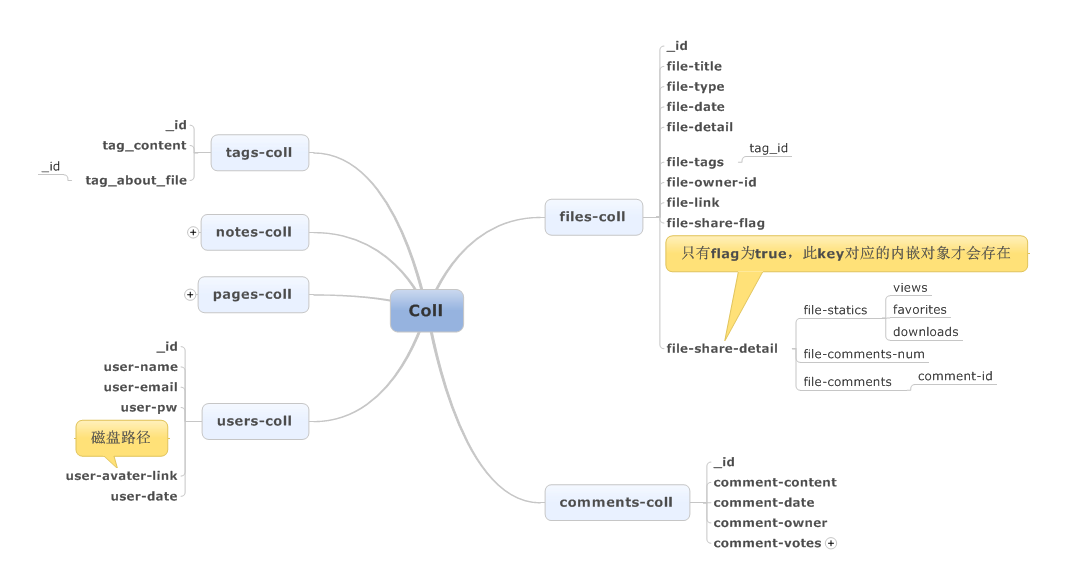 Coll
tags-coll
_id
tag_content
tag_about_file
_id
notes-coll
pages-coll
users-coll
_id
user-name
user-email
user-pw
磁盘路径
user-avater-link
user-date
files-coll
_id
file-title
file-type
file-date
file-detail
file-tags
tag_id
file-owner-id
file-link
file-share-flag
只有flag为true，此key对应的内嵌对象才会存在
file-share-detail
file-statics
views
favorites
downloads
file-comments-num
file-comments
comment-id
comments-coll
_id
comment-content
comment-date
comment-owner
comment-votes